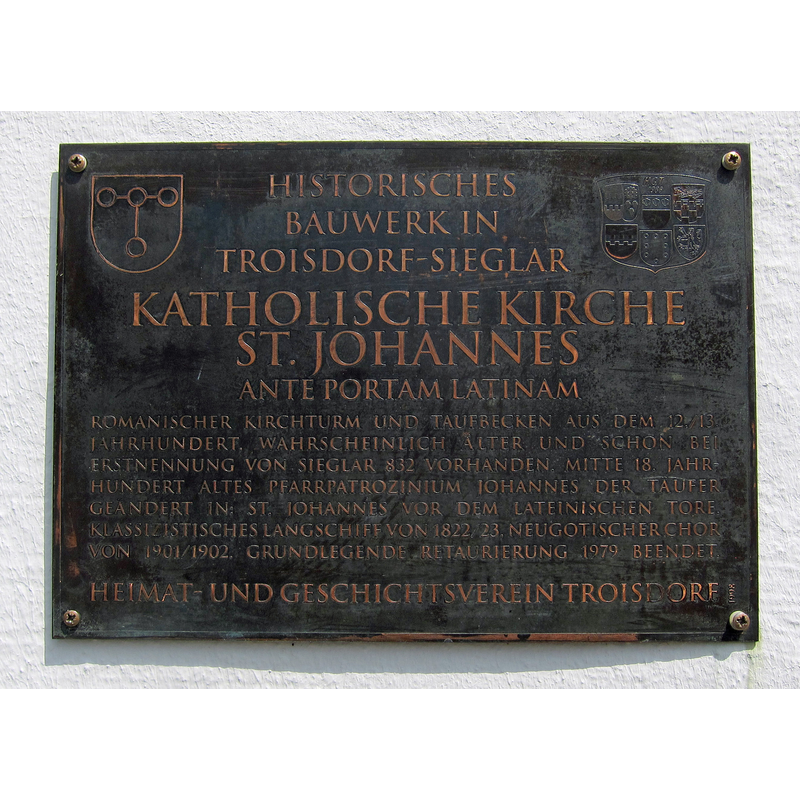 HISTORISCHES
BAUWERK IN
TROISDORF-SIEGLAR
KATHOLISCHE KIRCHE
ST. JOHANNES
ANTE PORTAM LATINAM
ROMANISCHER KIRCHTURM UND TAUFBECKEN AUS DEM 12./13.
JAHRHUNDERT, WAHRSCHEINLICH ÄLTER UND SCHON BEI
ERSTNENNUNG VON SIEGLAR 832 VORHANDEN. MITTE 18. JAHR-
HUNDERT ALTES PFARRPATROZINIUM JOHANNES DER TÄUFER
GEÄNDERT IN: ST. JOHANNES VOR DEM LATEINISCHEN TORE.
KLASSIZISTISCHES LANGSCHIFF VON 1822/23, NEUGOTISCHER CHOR
VON 1901/1902. GRUNDLEGENDE RETAURIERUNG 1979 BEENDET.
HEIMAT- UND GESCHICHTSVEREIN TROISDORF